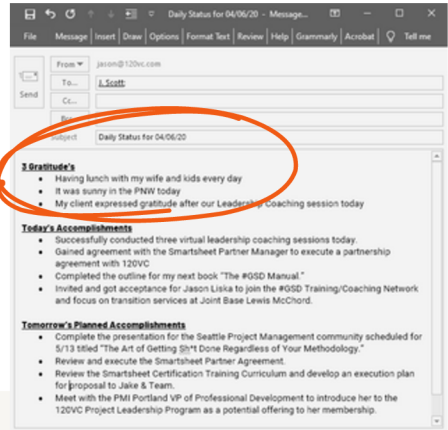 Daily Status for 04/06/20 - Message...
File Message Insert Draw Options Format Text Review Help Grammarly Acrobat Tell me
From jason@120vc.com
To... J. Scott;
Send
Cc...
Subject Daily Status for 04/06/20
3 Gratitude's
Having lunch with my wife and kids every day
It was sunny in the PNW today
My client expressed gratitude after our Leadership Coaching session today
Today's Accomplishments
Successfully conducted three virtual leadership coaching sessions today.
Gained agreement with the Smartsheet Partner Manager to execute a partnership
agreement with 120VC
Completed the outline for my next book "The #GSD Manual."
Invited and got acceptance for Jason Liska to join the #GSD Training/Coaching Network
and focus on transition services at Joint Base Lewis McChord.
Tomorrow's Planned Accomplishments
Complete the presentation for the Seattle Project Management community scheduled for
5/13 titled "The Art of Getting Sh*t Done Regardless of Your Methodology."
Review and execute the Smartsheet Partner Agreement.
Review the Smartsheet Certification Training Curriculum and develop an execution plan
for proposal to Jake & Team.
Meet with the PMI Portland VP of Professional Development to introduce her to the
120VC Project Leadership Program as a potential offering to her membership.